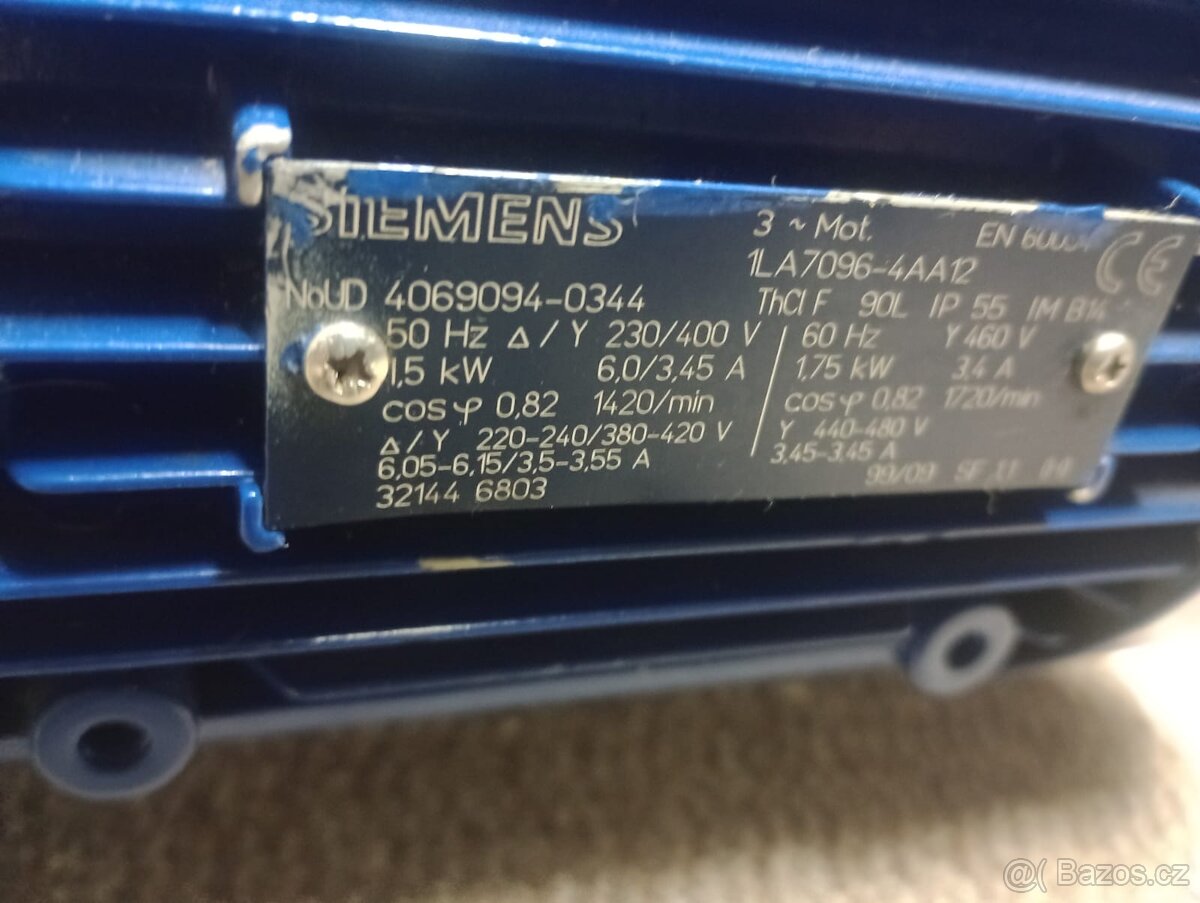 SIEMENS
3 ~ Mot.
EN
1LA7096-4AA12
CE
NoUD 4069094-0344
ThCl F 90L IP 55 IM B14
50 Hz Δ/Y 230/400 V
60 Hz Y 460 V
1,5 kW 6,0/3,45 A
1.75 kW 3.4 A
cos φ 0,82 1420/min
cos φ 0,82 1720/min
Δ/Y 220-240/380-420 V
Y 440-480 V
6,05-6,15/3,5-3,55 A
3,45-3,45 A
32144 6803
99/09
@( Bazos.cz